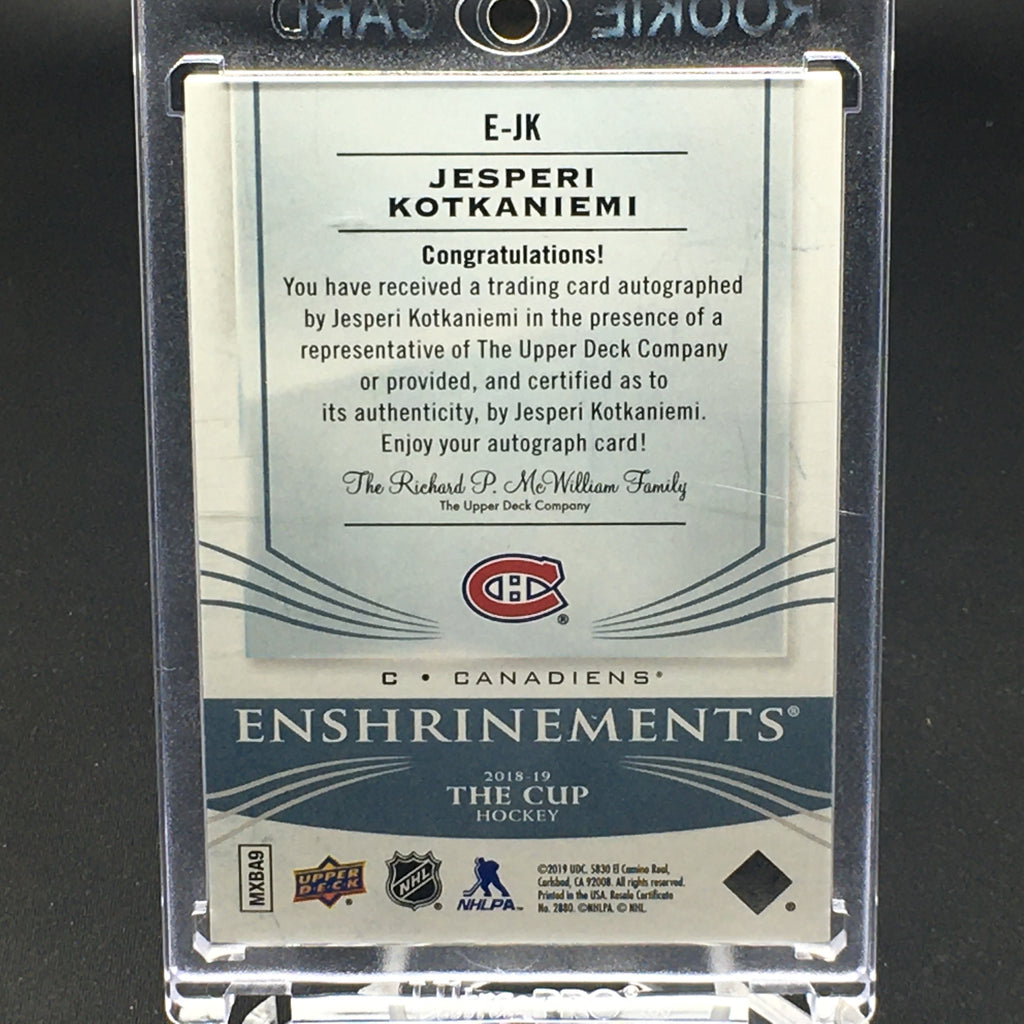 ROOKIE CARD
E-JK
JESPERI
KOTKANIEMI
Congratulations!
You have received a trading card autographed
by Jesperi Kotkaniemi in the presence of a
representative of The Upper Deck Company
or provided, and certified as to
its authenticity, by Jesperi Kotkaniemi.
Enjoy your autograph card!
The Richard P. McWilliam Family
The Upper Deck Company
CH®
C • CANADIENS®
ENSHRINEMENTS®
2018-19
THE CUP
HOCKEY
MXBA9
UPPER
DECK®
NHL®
NHLPA™
©2019 UDC. 5830 El Camino Real,
Carlsbad, CA 92008. All rights reserved.
Printed in the USA. Resale Certificate
No. 2880. ©NHLPA. © NHL.
®
PRO®